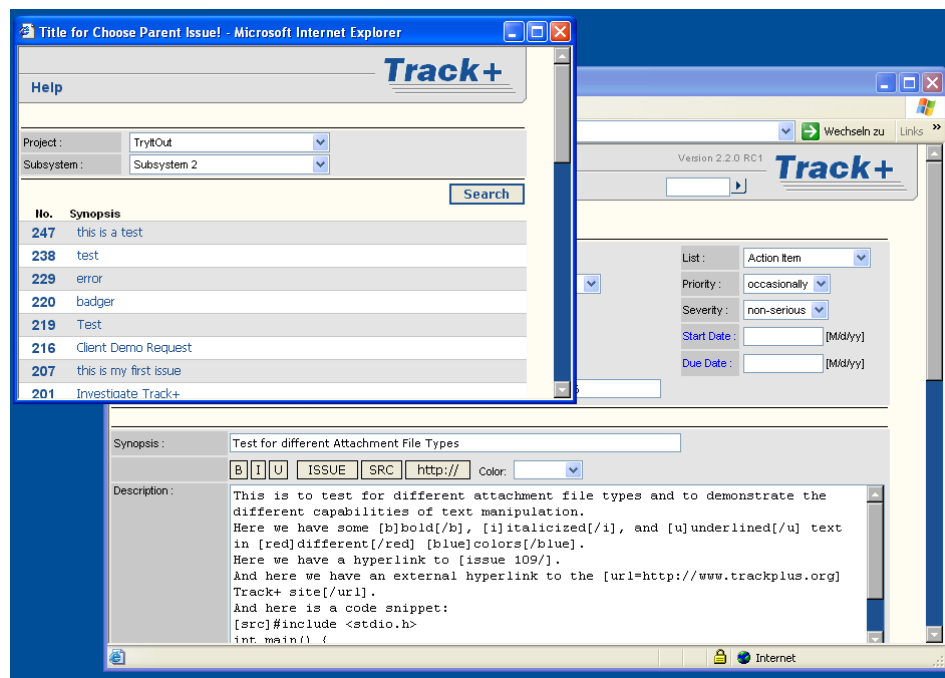 Title for Choose Parent Issue! - Microsoft Internet Explorer
Help
Track+
Project :
TryItOut
Subsystem :
Subsystem 2
Search
No. Synopsis
247 this is a test
238 test
229 error
220 badger
219 Test
216 Client Demo Request
207 this is my first issue
201 Investigate Track+
Wechseln zu
Links
Version 2.2.0 RC1
Track+
List :
Action Item
Priority :
occasionally
Severity :
non-serious
Start Date :
[M/d/yy]
Due Date :
[M/d/yy]
Synopsis :
Test for different Attachment File Types
B I U ISSUE SRC http:// Color:
Description :
This is to test for different attachment file types and to demonstrate the
different capabilities of text manipulation.
Here we have some [b]bold[/b], [i]italicized[/i], and [u]underlined[/u] text
in [red]different[/red] [blue]colors[/blue].
Here we have a hyperlink to [issue 109/].
And here we have an external hyperlink to the [url=http://www.trackplus.org]
Track+ site[/url].
And here is a code snippet:
[src]#include <stdio.h>
int main() {
Internet